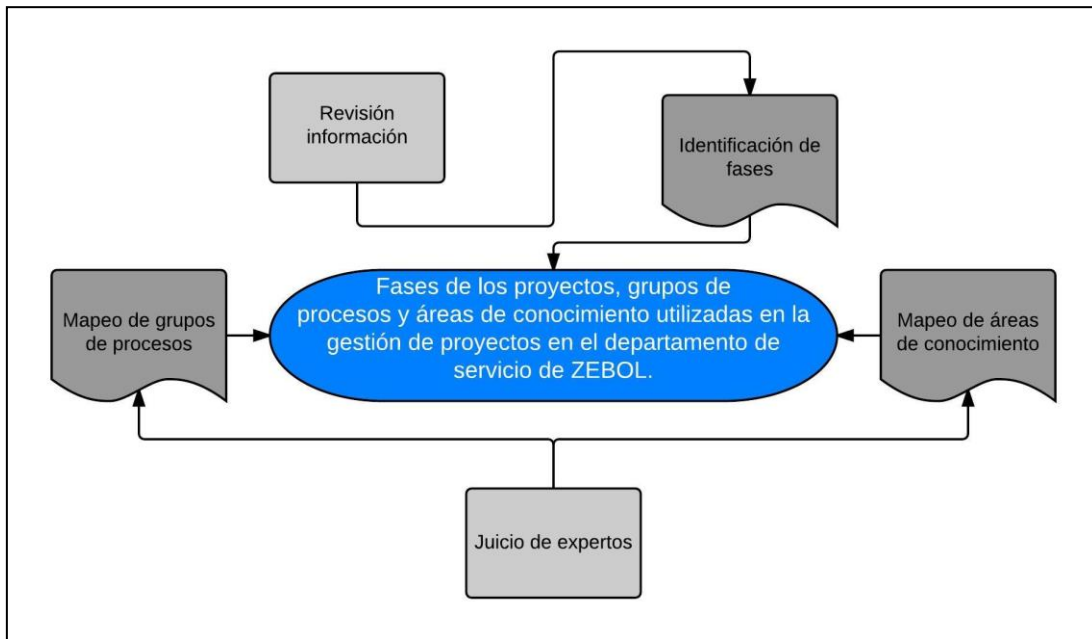 Revisión
información
Identificación de
fases
Fases de los proyectos, grupos de
procesos y áreas de conocimiento utilizadas en la
gestión de proyectos en el departamento de
servicio de ZEBOL.
Mapeo de grupos
de procesos
Mapeo de áreas
de conocimiento
Juicio de expertos